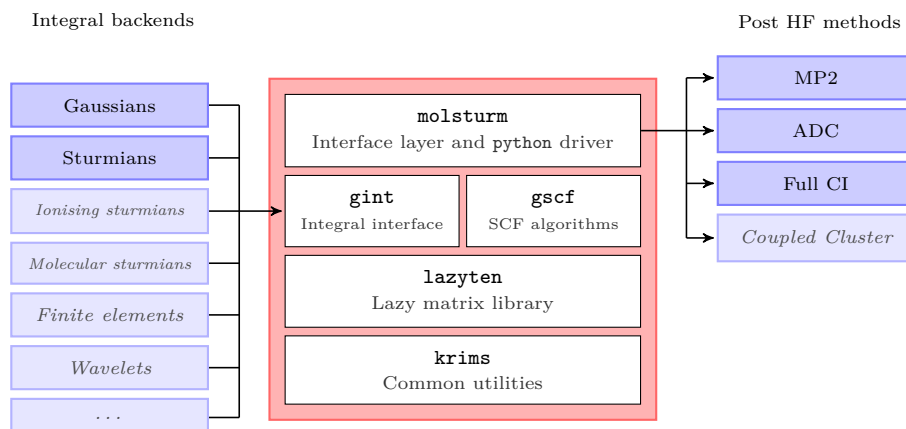 Integral backends
Gaussians
Sturmians
Ionising sturmians
Molecular sturmians
Finite elements
Wavelets
...
molsturm
Interface layer and python driver
gint
Integral interface
gscf
SCF algorithms
lazyten
Lazy matrix library
krims
Common utilities
Post HF methods
MP2
ADC
Full CI
Coupled Cluster